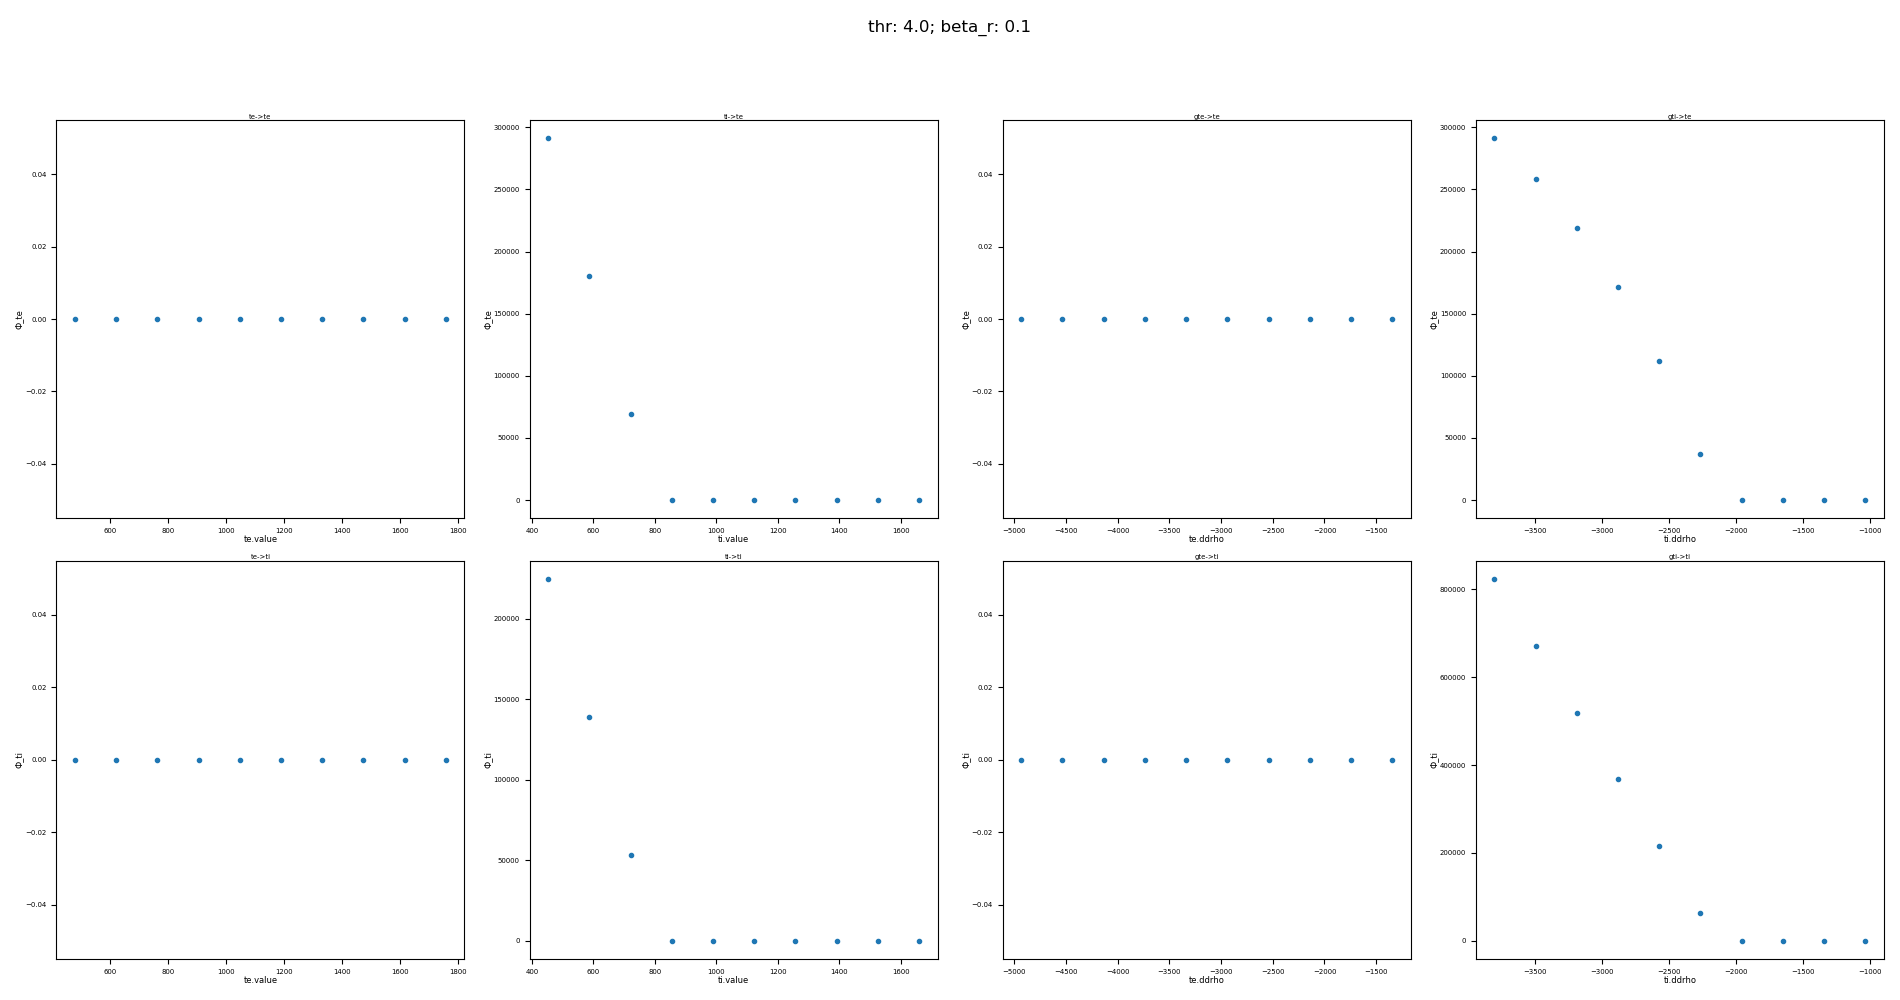 thr: 4.0; beta_r: 0.1
te->te
ti->te
gte->te
gti->te
Φ_te
0.04
0.02
0.00
−0.02
−0.04
600 800 1000 1200 1400 1600 1800
te.value
Φ_te
300000
250000
200000
150000
100000
50000
0
400 600 800 1000 1200 1400 1600
ti.value
Φ_te
0.04
0.02
0.00
−0.02
−0.04
−5000 −4500 −4000 −3500 −3000 −2500 −2000 −1500
te.ddrho
Φ_te
300000
250000
200000
150000
100000
50000
0
−3500 −3000 −2500 −2000 −1500 −1000
ti.ddrho
te->ti
ti->ti
gte->ti
gti->ti
Φ_ti
0.04
0.02
0.00
−0.02
−0.04
600 800 1000 1200 1400 1600 1800
te.value
Φ_ti
200000
150000
100000
50000
0
400 600 800 1000 1200 1400 1600
ti.value
Φ_ti
0.04
0.02
0.00
−0.02
−0.04
−5000 −4500 −4000 −3500 −3000 −2500 −2000 −1500
te.ddrho
Φ_ti
800000
600000
400000
200000
0
−3500 −3000 −2500 −2000 −1500 −1000
ti.ddrho